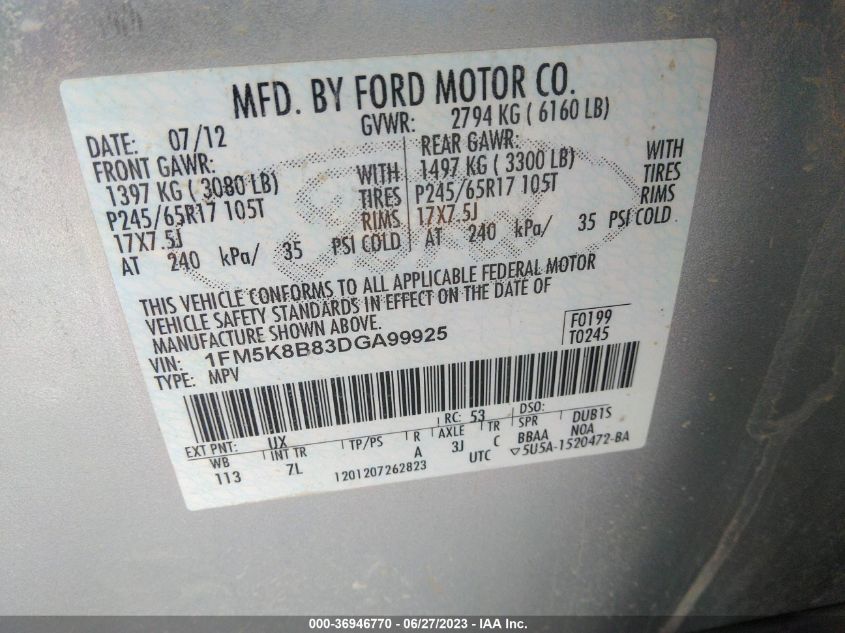 MFD. BY FORD MOTOR CO.
DATE: 07/12 GVWR: 2794 KG ( 6160 LB)
FRONT GAWR: REAR GAWR:
1397 KG ( 3080 LB) WITH 1497 KG ( 3300 LB) WITH
P245/65R17 105T TIRES P245/65R17 105T TIRES
17X7.5J RIMS 17X7.5J RIMS
AT 240 kPa/ 35 PSI COLD AT 240 kPa/ 35 PSI COLD
THIS VEHICLE CONFORMS TO ALL APPLICABLE FEDERAL MOTOR
VEHICLE SAFETY STANDARDS IN EFFECT ON THE DATE OF
MANUFACTURE SHOWN ABOVE.
VIN: 1FM5K8B83DGA99925 F0199
TYPE: MPV T0245
EXT PNT: UX RC: 53 DSO:
WB INT TR TP/PS R AXLE TR SPR DUB1S
113 7L A 3J C BBAA NOA
1201207262823 UTC ▽5U5A-1520472-BA
000-36946770 - 06/27/2023 - IAA Inc.